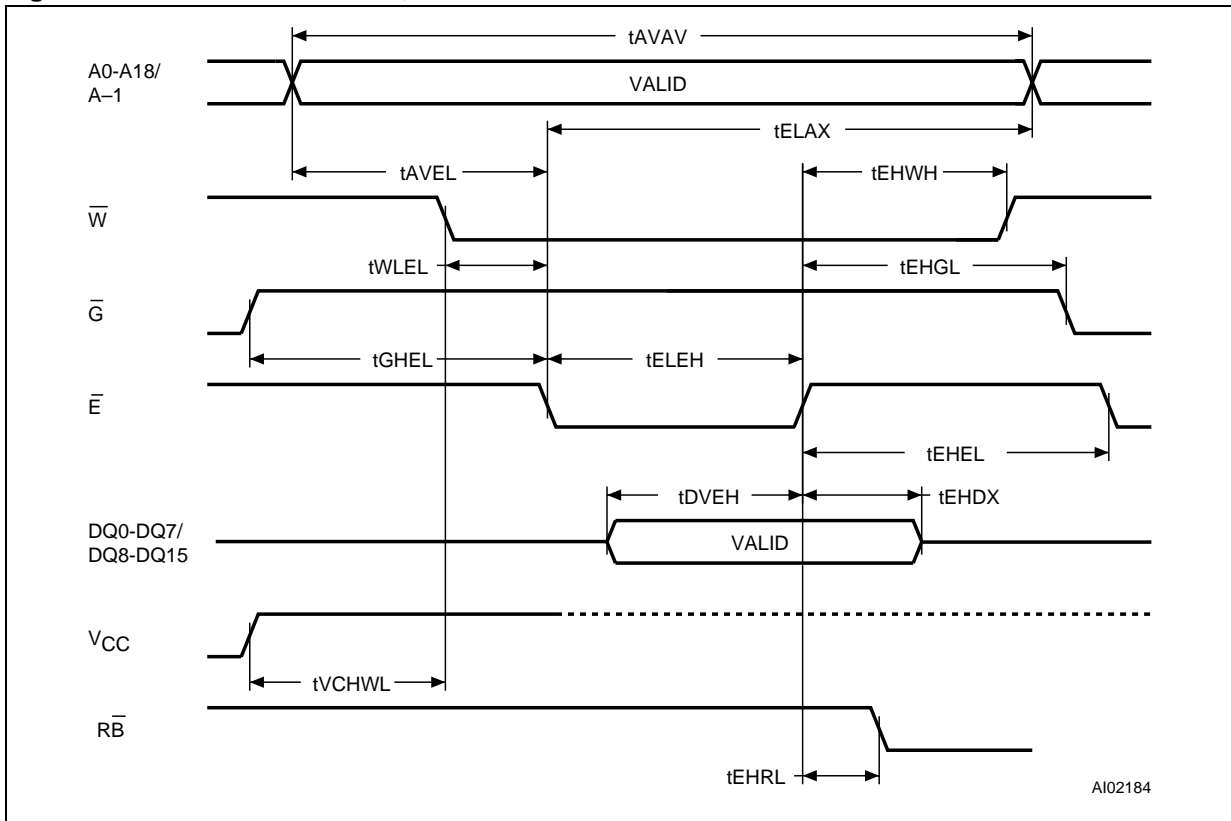 tAVAV
A0-A18/
A–1
VALID
tELAX
tAVEL
tEHWH
W̅
tWLEL
tEHGL
G̅
tGHEL
tELEH
E̅
tEHEL
tDVEH
tEHDX
DQ0-DQ7/
DQ8-DQ15
VALID
VCC
tVCHWL
RB̅
tEHRL
AI02184